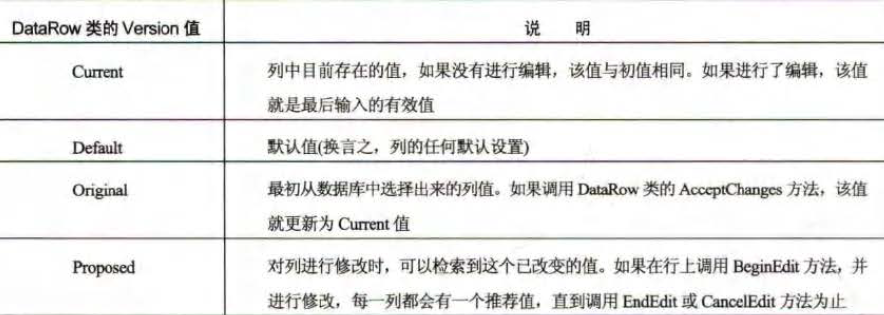 DataRow 类的 Version 值 说 明
Current 列中目前存在的值，如果没有进行编辑，该值与初值相同。如果进行了编辑，该值
就是最后输入的有效值
Default 默认值(换言之，列的任何默认设置)
Original 最初从数据库中选择出来的列值。如果调用 DataRow 类的 AcceptChanges 方法，该值
就更新为 Current 值
Proposed 对列进行修改时，可以检索到这个已改变的值。如果在行上调用 BeginEdit 方法，并
进行修改，每一列都会有一个推荐值，直到调用 EndEdit 或 CancelEdit 方法为止